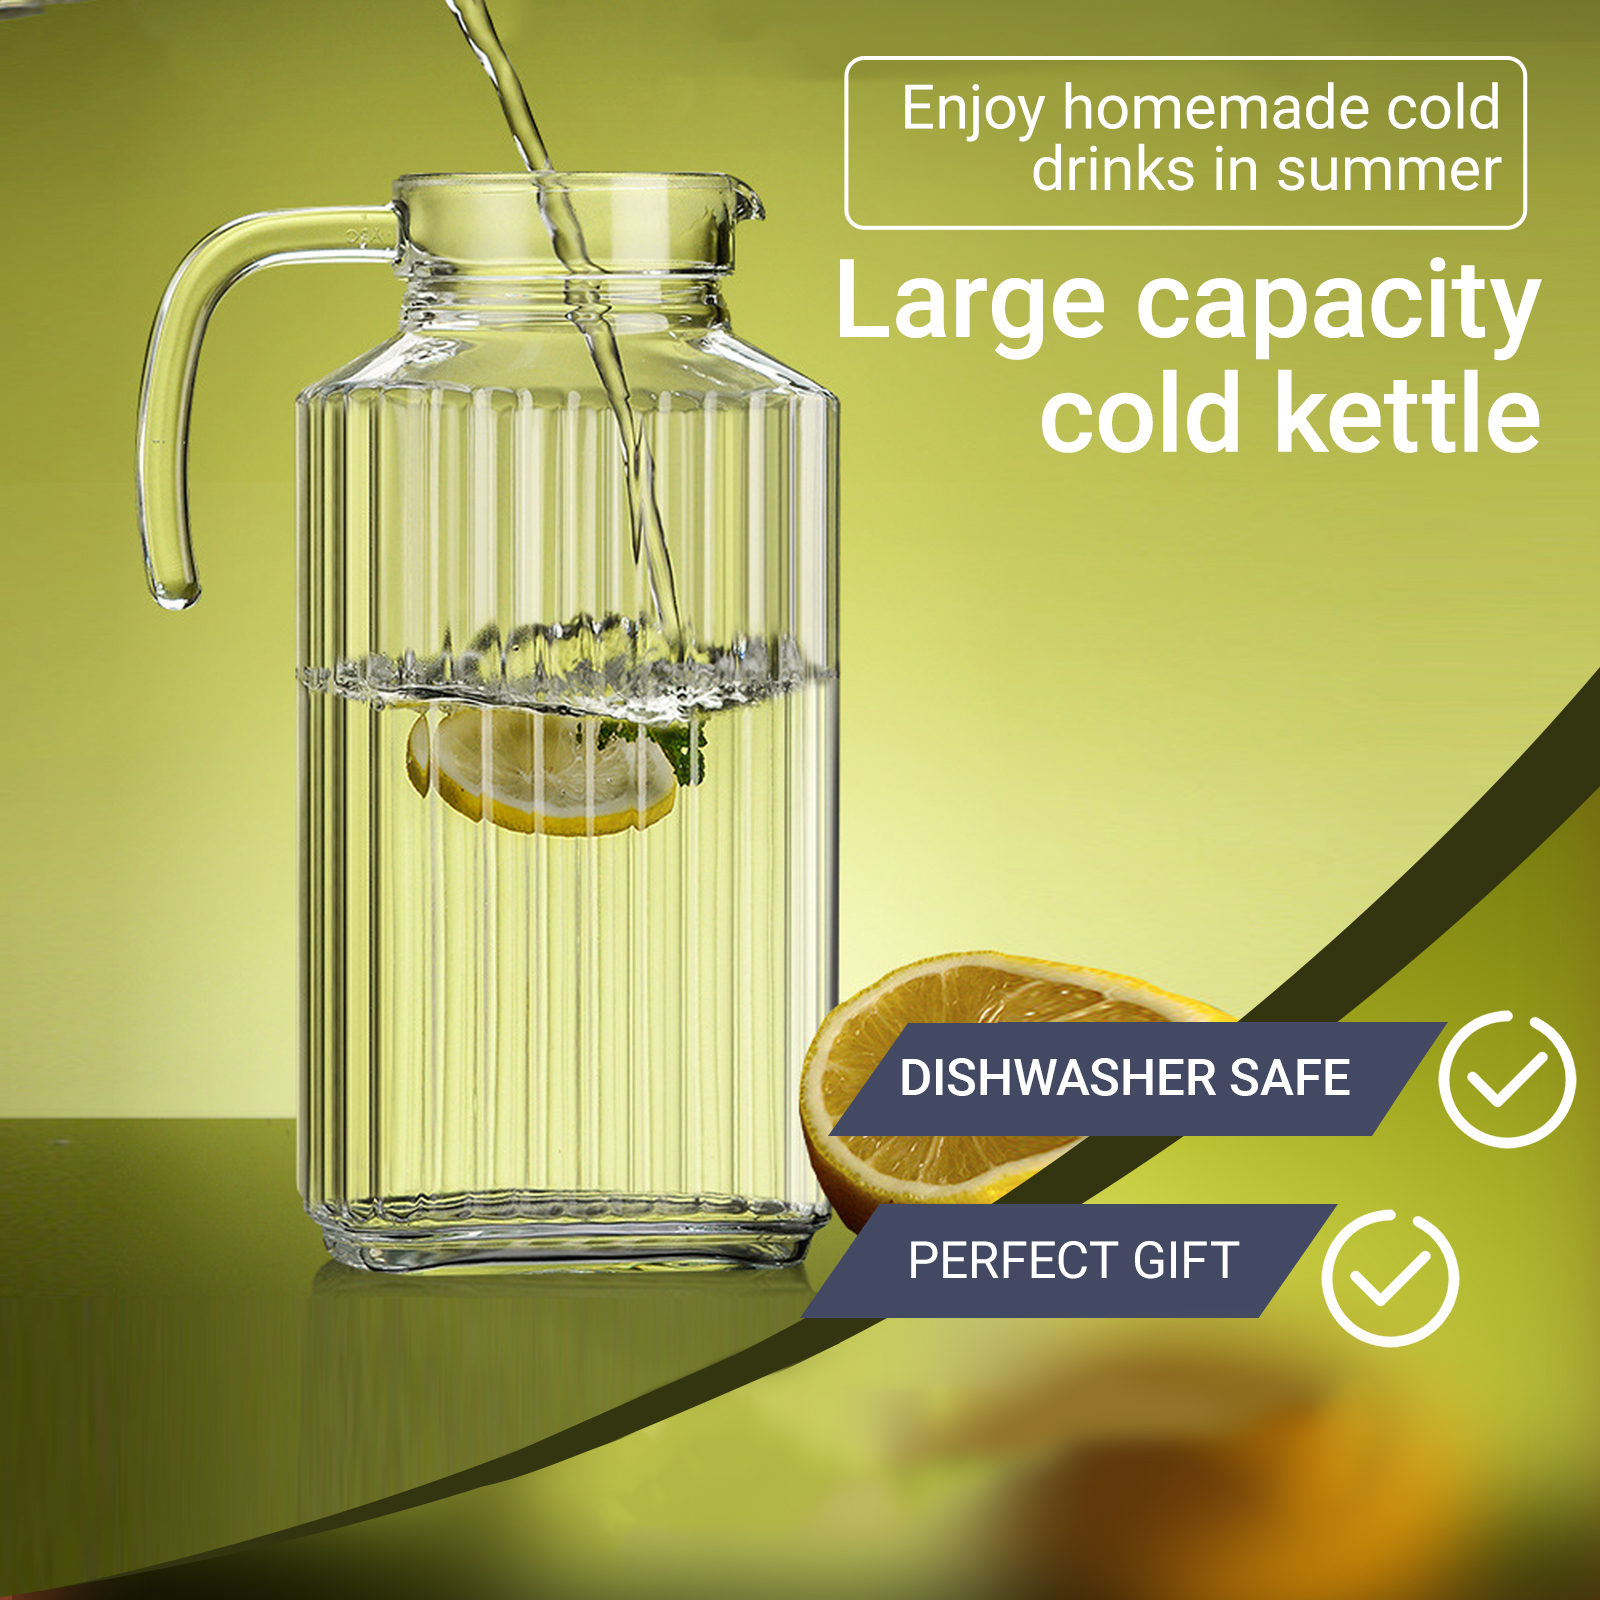 Enjoy homemade cold
drinks in summer
Large capacity
cold kettle
DISHWASHER SAFE
PERFECT GIFT